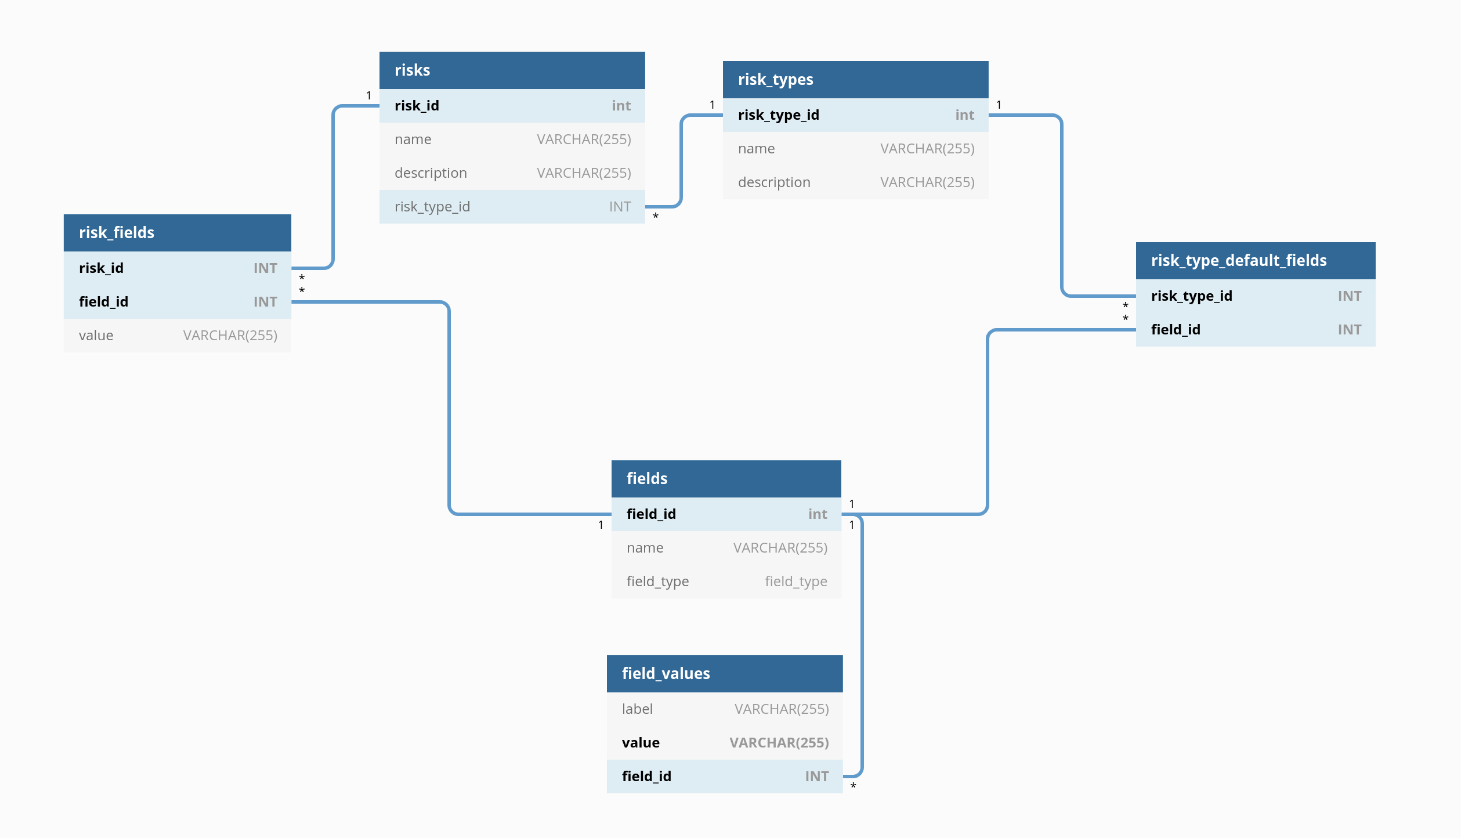 risks
1
risk_id int
name VARCHAR(255)
description VARCHAR(255)
risk_type_id INT
*
risk_types
1 1
risk_type_id int
name VARCHAR(255)
description VARCHAR(255)
risk_fields
risk_id INT
*
*
field_id INT
value VARCHAR(255)
risk_type_default_fields
risk_type_id INT
*
*
field_id INT
fields
1
field_id int
1 1
name VARCHAR(255)
field_type field_type
field_values
label VARCHAR(255)
value VARCHAR(255)
field_id INT
*